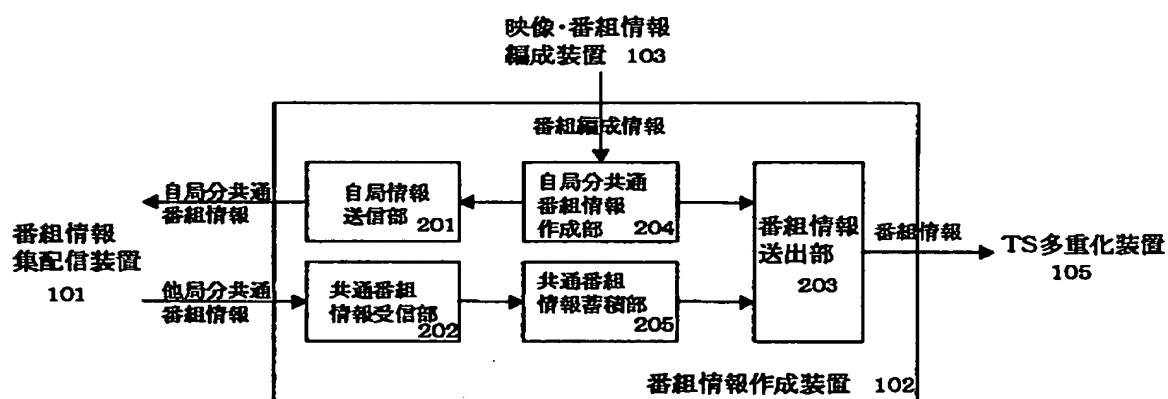 映像・番組情報
編成装置 103
番組編成情報
自局分共通
番組情報
自局情報
送信部 201
自局分共通
番組情報
作成部 204
番組情報
送出部
203
番組情報
TS多重化装置
105
番組情報
集配信装置
101
他局分共通
番組情報
共通番組
情報受信部
202
共通番組
情報蓄積部
205
番組情報作成装置 102